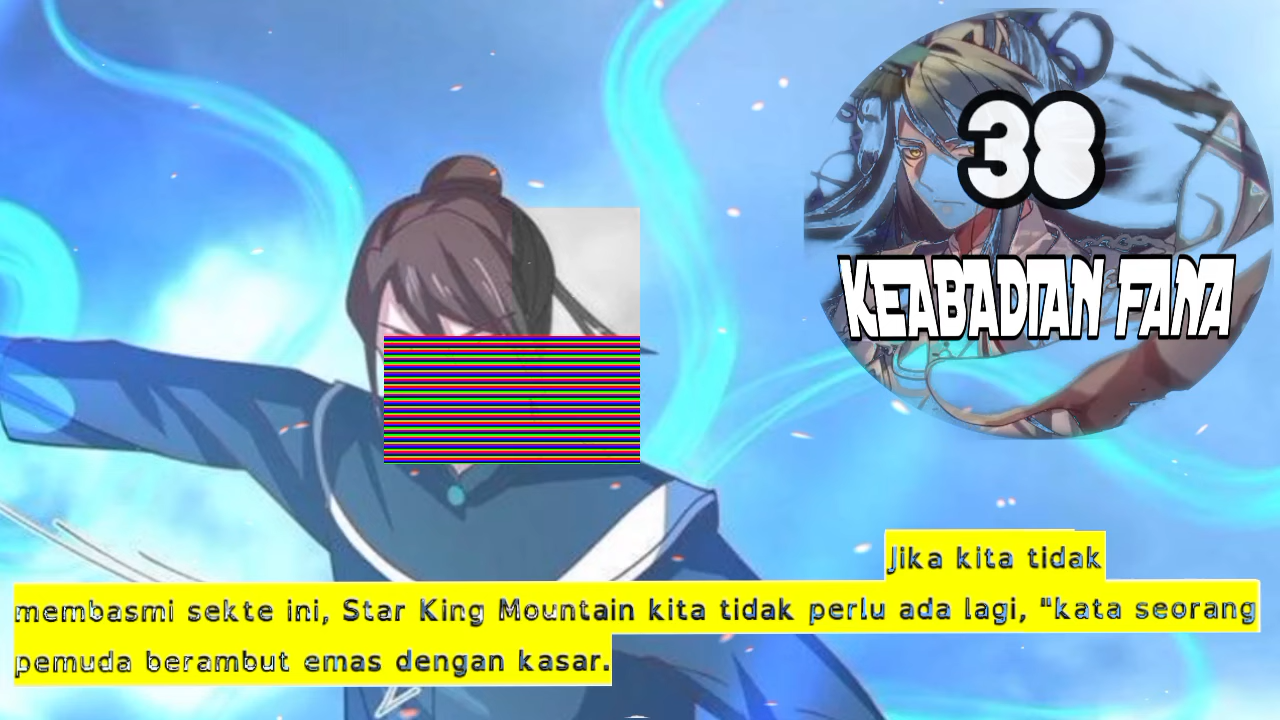 38
KEABADIAN FANA
Jika kita tidak
membasmi sekte ini, Star King Mountain kita tidak perlu ada lagi, "kata seorang
pemuda berambut emas dengan kasar.